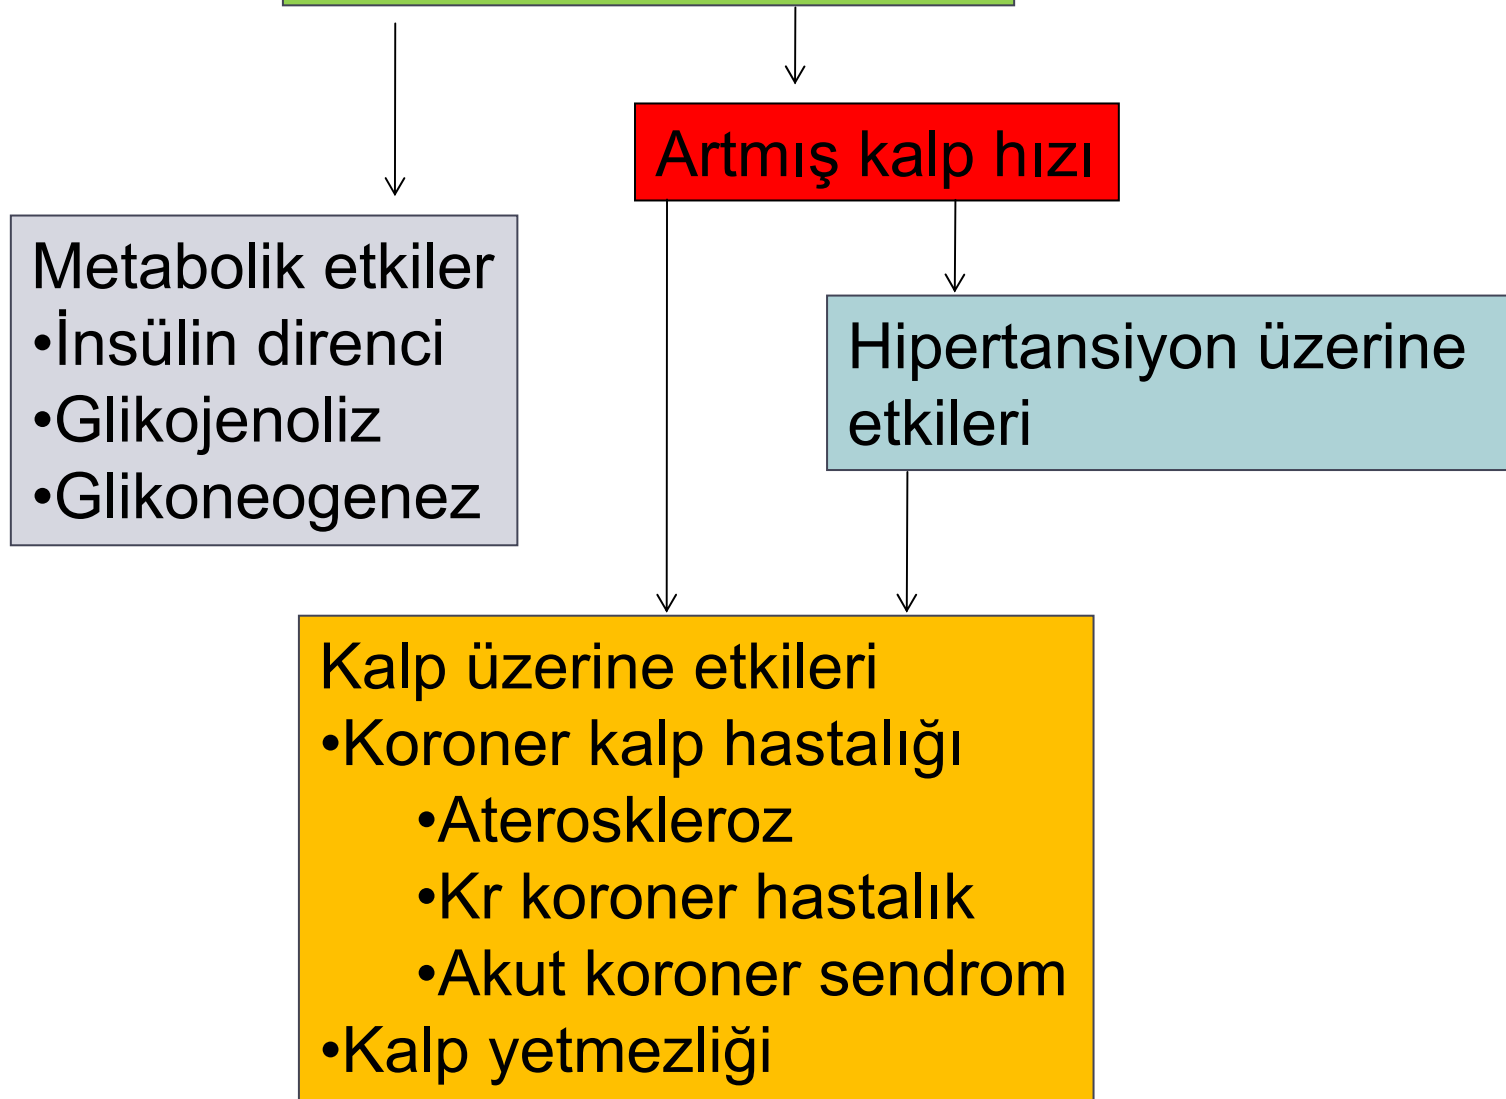 Artmış kalp hızı
Metabolik etkiler
•İnsülin direnci
•Glikojenoliz
•Glikoneogenez
Hipertansiyon üzerine
etkileri
Kalp üzerine etkileri
•Koroner kalp hastalığı
•Ateroskleroz
•Kr koroner hastalık
•Akut koroner sendrom
•Kalp yetmezliği